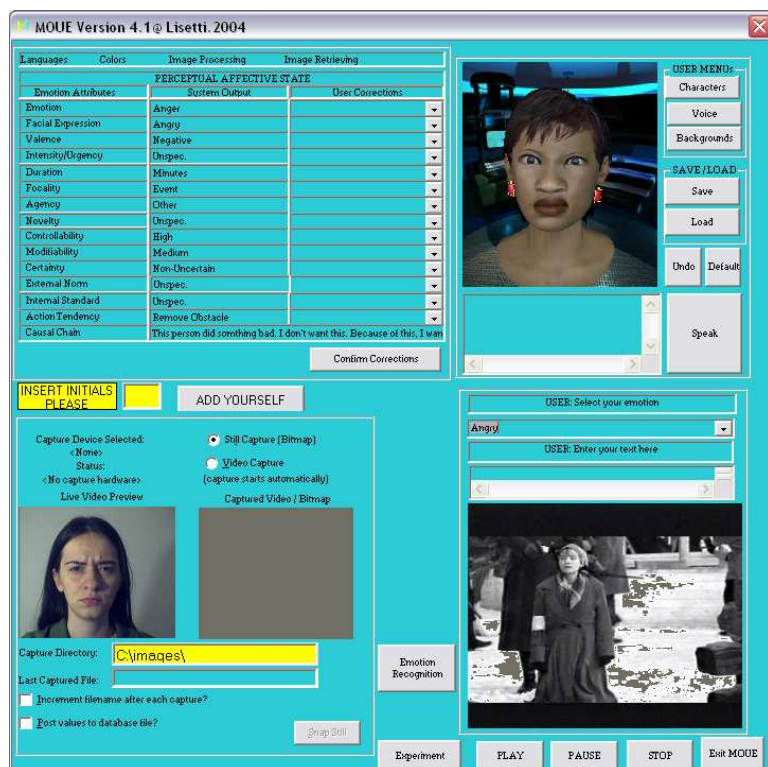 MOUE Version 4.1@ Lisetti.2004
Languages Colors Image Processing Image Retrieving
PERCEPTUAL AFFECTIVE STATE
Emotion Attributes System Output User Corrections
Emotion Anger
Facial Expression Angry
Valence Negative
Intensity/Urgency Unspec.
Duration Minutes
Focality Event
Agency Other
Novelty Unspec.
Controllability High
Modifiability Medium
Certainty Non-Uncertain
External Norm Unspec.
Internal Standard Unspec.
Action Tendency Remove Obstacle
Causal Chain This person did somthing bad. I don't want this. Because of this, I wan
Confirm Corrections
USER MENUs
Characters
Voice
Backgrounds
SAVE/LOAD
Save
Load
Undo Default
Speak
INSERT INITIALS
PLEASE
ADD YOURSELF
Capture Device Selected:
<None>
Status:
<No capture hardware>
Still Capture (Bitmap)
Video Capture
(capture starts automatically)
Live Video Preview Captured Video / Bitmap
Capture Directory: C:\images\
Last Captured File:
Increment filename after each capture?
Post values to database file?
Snap Still
USER: Select your emotion
Angry
USER: Enter your text here
Emotion
Recognition
Experiment PLAY PAUSE STOP Exit MOUE